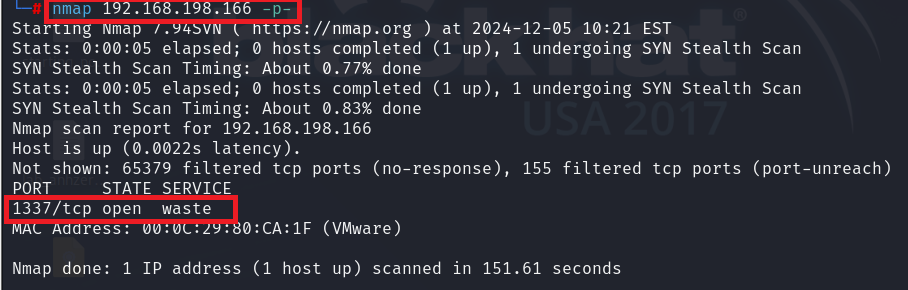 └─# nmap 192.168.198.166 -p-
Starting Nmap 7.94SVN ( https://nmap.org ) at 2024-12-05 10:21 EST
Stats: 0:00:05 elapsed; 0 hosts completed (1 up), 1 undergoing SYN Stealth Scan
SYN Stealth Scan Timing: About 0.77% done
Stats: 0:00:05 elapsed; 0 hosts completed (1 up), 1 undergoing SYN Stealth Scan
SYN Stealth Scan Timing: About 0.83% done
USA 2017
Nmap scan report for 192.168.198.166
Host is up (0.0022s latency).
Not shown: 65379 filtered tcp ports (no-response), 155 filtered tcp ports (port-unreach)
PORT     STATE SERVICE
1337/tcp open  waste
MAC Address: 00:0C:29:80:CA:1F (VMware)
Nmap done: 1 IP address (1 host up) scanned in 151.61 seconds